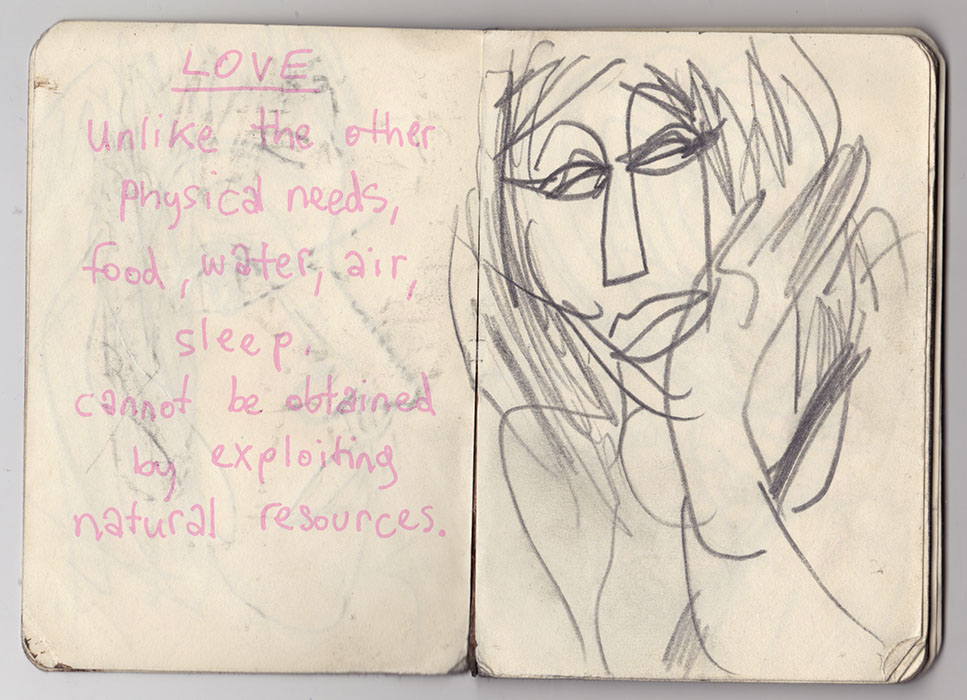 LOVE
Unlike the other
physical needs,
food, water, air,
sleep.
cannot be obtained
by exploiting
natural resources.